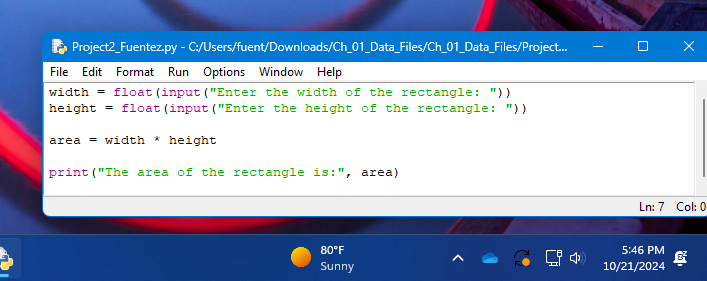 Project2_Fuentez.py - C:/Users/fuent/Downloads/Ch_01_Data_Files/Ch_01_Data_Files/Project...
File Edit Format Run Options Window Help
width = float(input("Enter the width of the rectangle: "))
height = float(input("Enter the height of the rectangle: "))
area = width * height
print("The area of the rectangle is:", area)
Ln: 7 Col: 0
80°F
Sunny
5:46 PM
10/21/2024